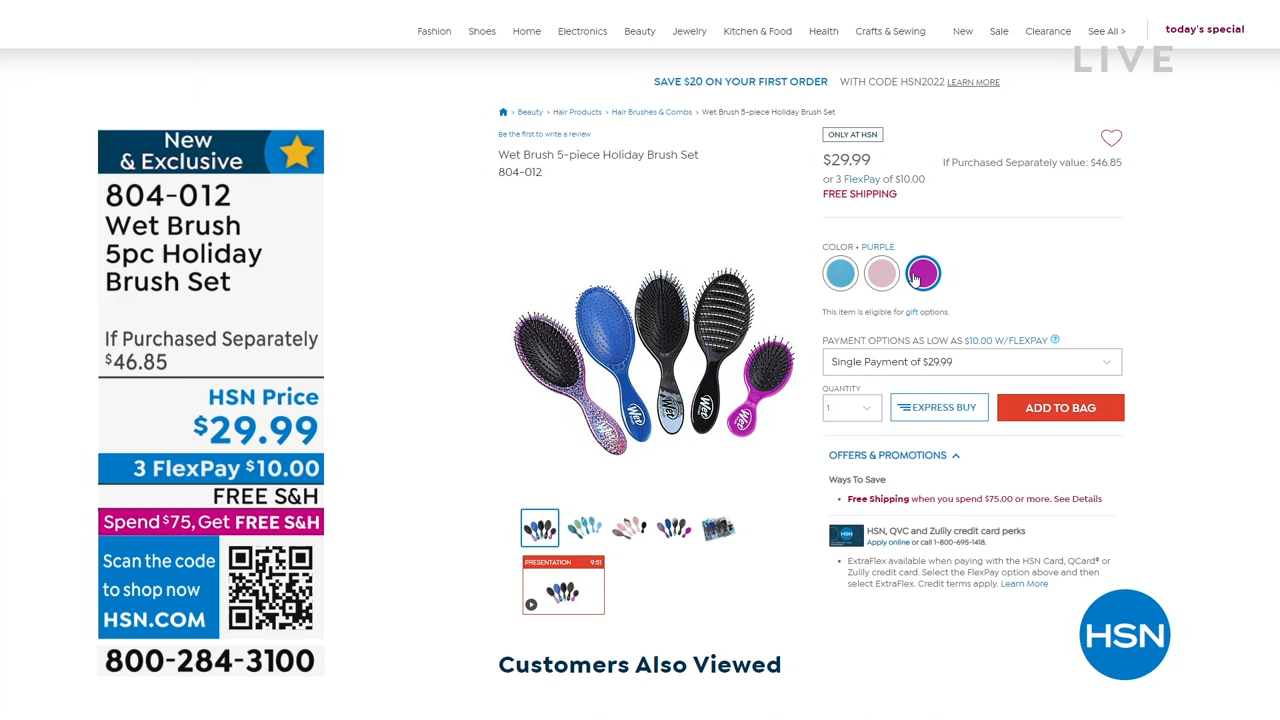 Fashion Shoes Home Electronics Beauty Jewelry Kitchen & Food Health Crafts & Sewing New Sale Clearance See All > today's special
LIVE
SAVE $20 ON YOUR FIRST ORDER WITH CODE HSN2022 LEARN MORE
New
& Exclusive
804-012
Wet Brush
5pc Holiday
Brush Set
If Purchased Separately
$46.85
HSN Price
$29.99
3 FlexPay $10.00
FREE S&H
Spend $75, Get FREE S&H
Scan the code
to shop now
HSN.COM
800-284-3100
> Beauty > Hair Products > Hair Brushes & Combs > Wet Brush 5-piece Holiday Brush Set
Be the first to write a review
Wet Brush 5-piece Holiday Brush Set
804-012
Wet
Wet
Wet
Wet
Wet
PRESENTATION 9:51
ONLY AT HSN
$29.99
If Purchased Separately value: $46.85
or 3 FlexPay of $10.00
FREE SHIPPING
COLOR • PURPLE
This item is eligible for gift options.
PAYMENT OPTIONS AS LOW AS $10.00 W/FLEXPAY ?
Single Payment of $29.99
QUANTITY
1
EXPRESS BUY
ADD TO BAG
OFFERS & PROMOTIONS
Ways To Save
• Free Shipping when you spend $75.00 or more. See Details
HSN
HSN, QVC and Zulily credit card perks
Apply online or call 1-800-695-1418.
• ExtraFlex available when paying with the HSN Card, QCard® or
Zulily credit card. Select the FlexPay option above and then
select ExtraFlex. Credit terms apply. Learn More
HSN
Customers Also Viewed